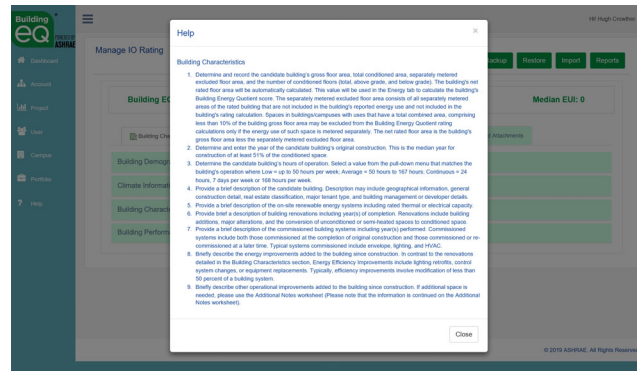 Building
eQ
POWERED BY
ASHRAE
Hi! Hugh Crowther
Dashboard
Account
Project
User
Campus
Portfolio
Help
Manage IO Rating
Backup
Restore
Import
Reports
Building EQ
Median EUI: 0
Building Cha
Attachments
Building Demogr
Climate Informat
Building Characte
Building Perform
Help
×
Building Characteristics
1. Determine and record the candidate building's gross floor area, total conditioned area, separately metered
excluded floor area, and the number of conditioned floors (total, above grade, and below grade). The building's net
rated floor area will be automatically calculated. This value will be used in the Energy tab to calculate the building's
Building Energy Quotient score. The separately metered excluded floor area consists of all separately metered
areas of the rated building that are not included in the building's reported energy use and not included in the
building's rating calculation. Spaces in buildings/campuses with uses that have a total combined area, comprising
less than 10% of the building gross floor area may be excluded from the Building Energy Quotient rating
calculations only if the energy use of such space is metered separately. The net rated floor area is the building's
gross floor area less the separately metered excluded floor area.
2. Determine and enter the year of the candidate building's original construction. This is the median year for
construction of at least 51% of the conditioned space.
3. Determine the candidate building's hours of operation. Select a value from the pull-down menu that matches the
building's operation where Low = up to 50 hours per week; Average = 50 hours to 167 hours. Continuous = 24
hours, 7 days per week or 168 hours per week.
4. Provide a brief description of the candidate building. Description may include geographical information, general
construction detail, real estate classification, major tenant type, and building management or developer details.
5. Provide a brief description of the on-site renewable energy systems including rated thermal or electrical capacity.
6. Provide brief a description of building renovations including year(s) of completion. Renovations include building
additions, major alterations, and the conversion of unconditioned or semi-heated spaces to conditioned space.
7. Provide a brief description of the commissioned building systems including year(s) performed. Commissioned
systems include both those commissioned at the completion of original construction and those commissioned or re-
commissioned at a later time. Typical systems commissioned include envelope, lighting, and HVAC.
8. Briefly describe the energy improvements added to the building since construction. In contrast to the renovations
detailed in the Building Characteristics section, Energy Efficiency Improvements include lighting retrofits, control
system changes, or equipment replacements. Typically, efficiency improvements involve modification of less than
50 percent of a building system.
9. Briefly describe other operational improvements added to the building since construction. If additional space is
needed, please use the Additional Notes worksheet (Please note that the information is continued on the Additional
Notes worksheet).
Close
© 2019 ASHRAE, All Rights Reserve